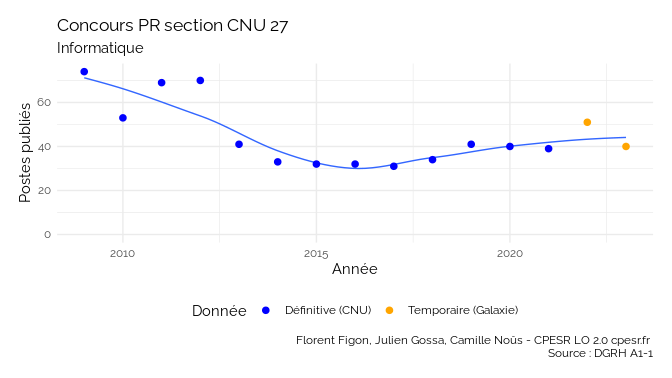 Concours PR section CNU 27
Informatique
Postes publiés
60
40
20
0
2010
2015
2020
Année
Donnée
Définitive (CNU)
Temporaire (Galaxie)
Florent Figon, Julien Gossa, Camille Noûs - CPESR LO 2.0 cpesr.fr
Source : DGRH A1-1